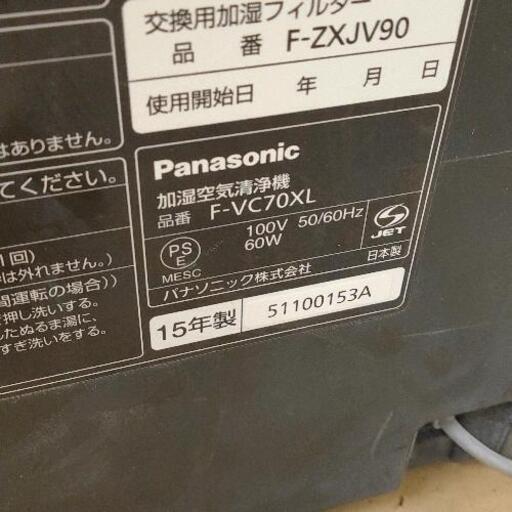 交換用加湿フィルター
品 番 F-ZXJV90
使用開始日 年 月 日
はありません。
てください。
1回)
は外れません。)
間運転の場合))
押し洗いする。
たぬるま湯に、
すぎ洗いをする。
Panasonic
加湿空気清浄機
品番 F-VC70XL
100V 50/60Hz
60W
PS
E
MESC
JET
日本製
パナソニック株式会社
15年製 51100153A